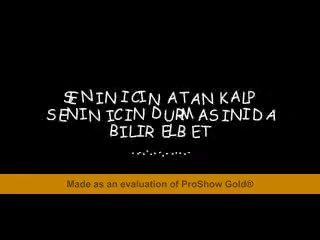 SENIN ICIN ATAN KALP
SENIN ICIN DURMASINIDA
BILIR ELBET
..........
Made as an evaluation of ProShow Gold®